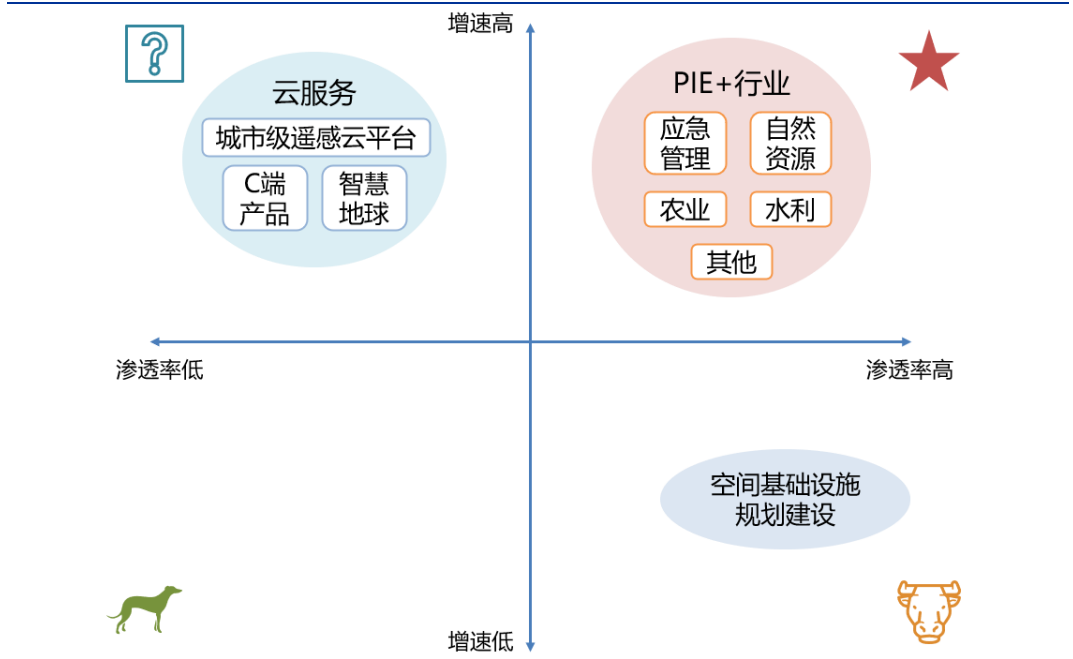 增速高
云服务
城市级遥感云平台
C端
产品
智慧
地球
PIE+行业
应急
管理
自然
资源
农业
水利
其他
渗透率低
渗透率高
空间基础设施
规划建设
增速低